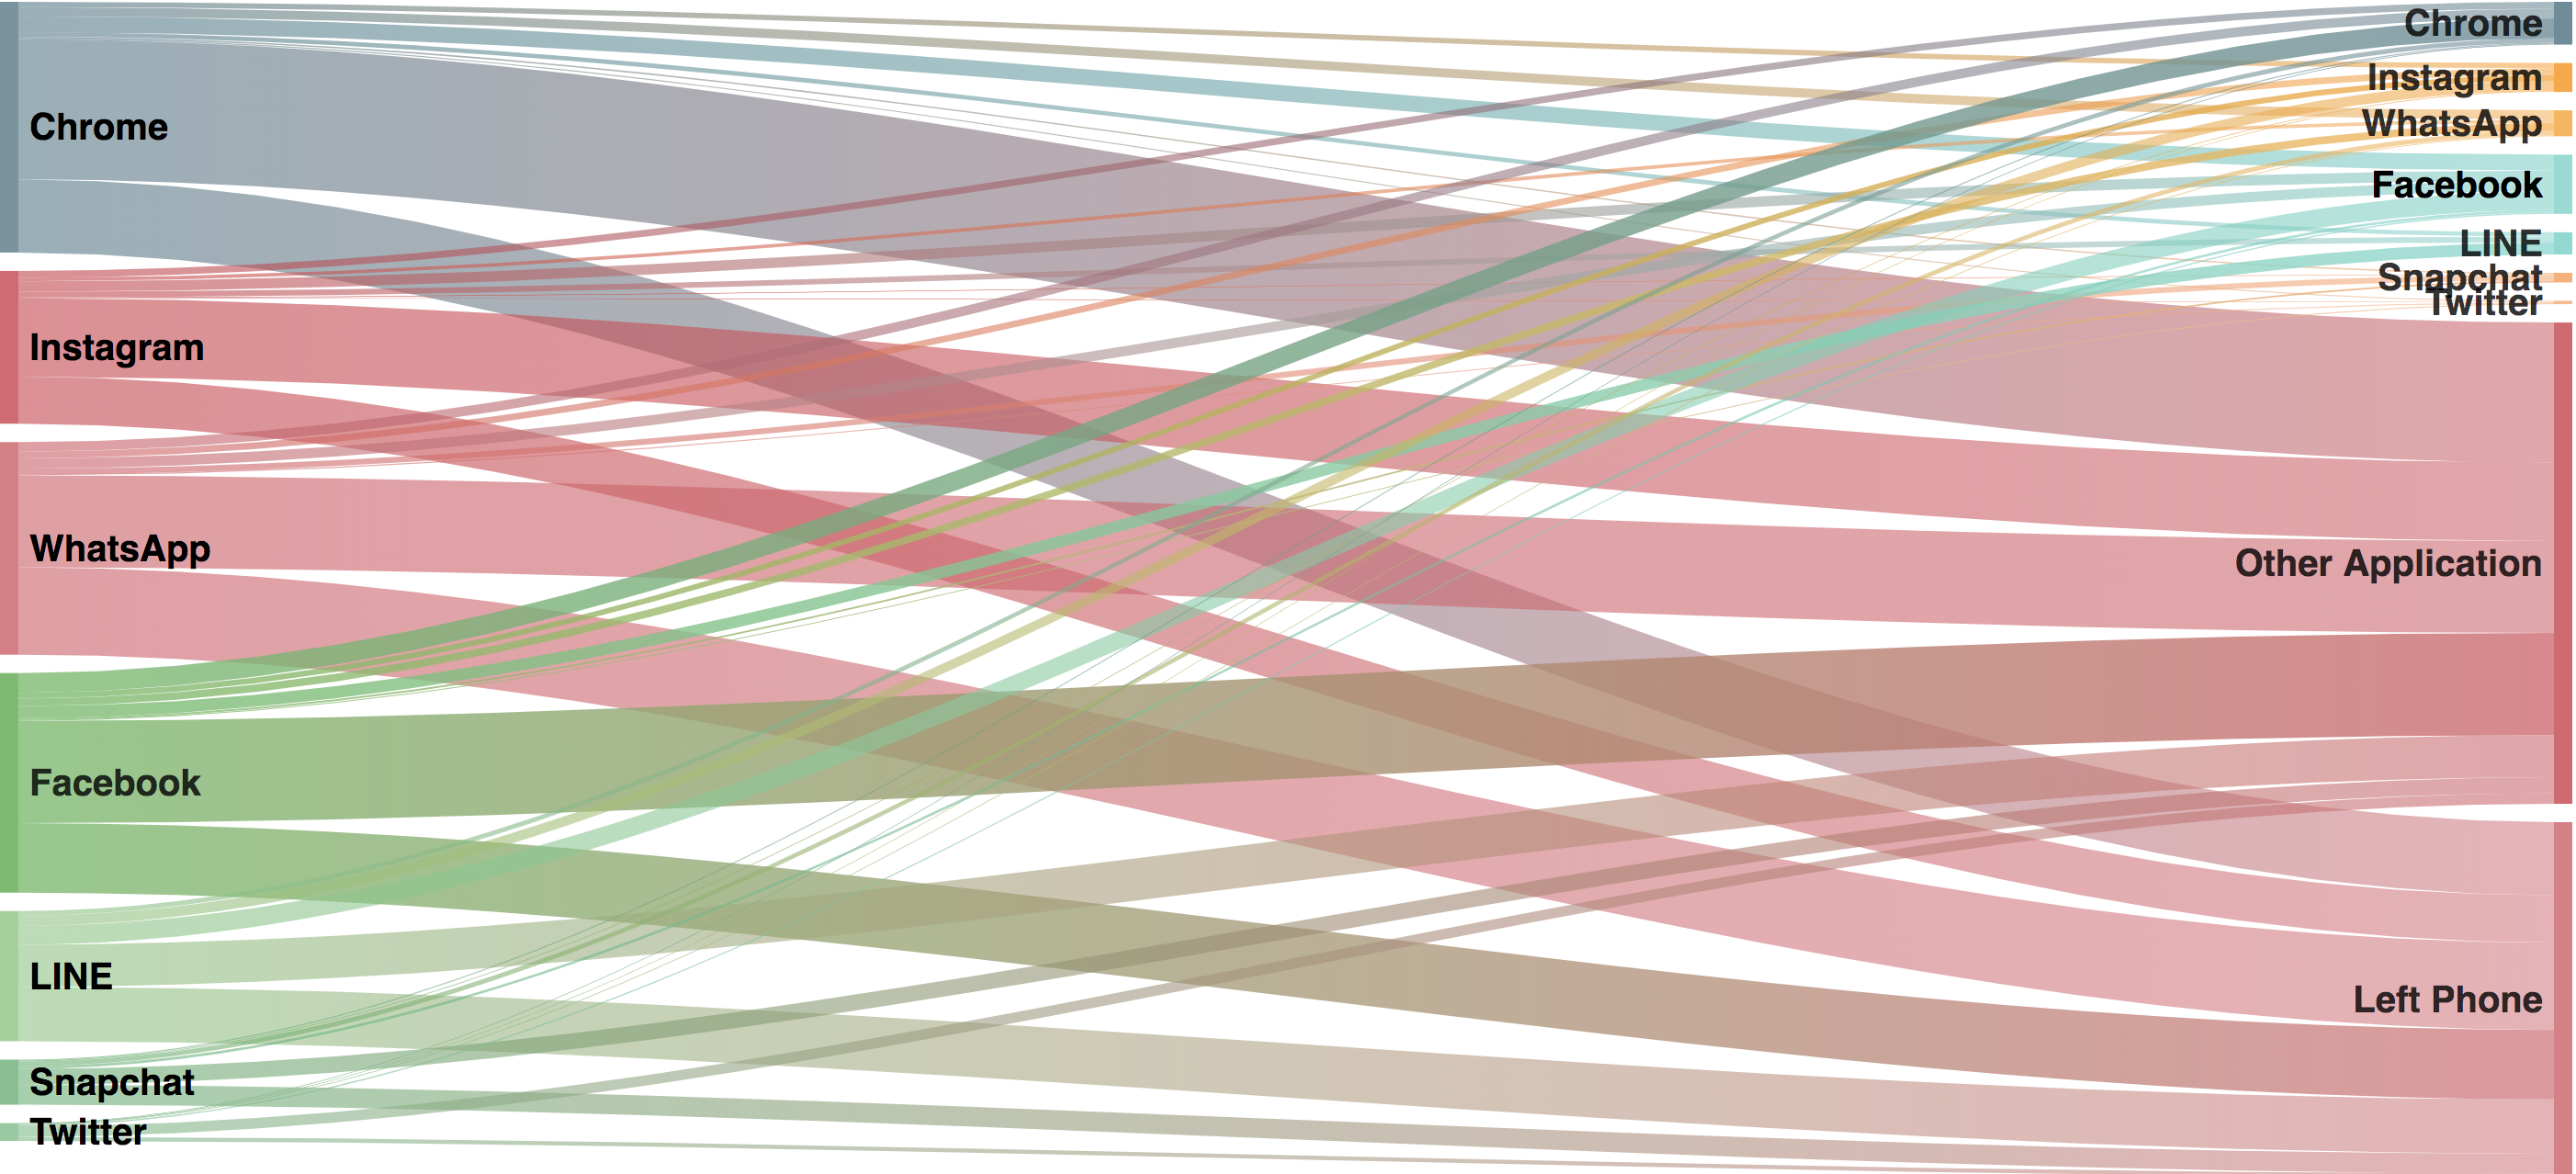 Chrome
Instagram
WhatsApp
Facebook
LINE
Snapchat
Twitter
Chrome
Instagram
WhatsApp
Facebook
LINE
Snapchat
Twitter
Other Application
Left Phone